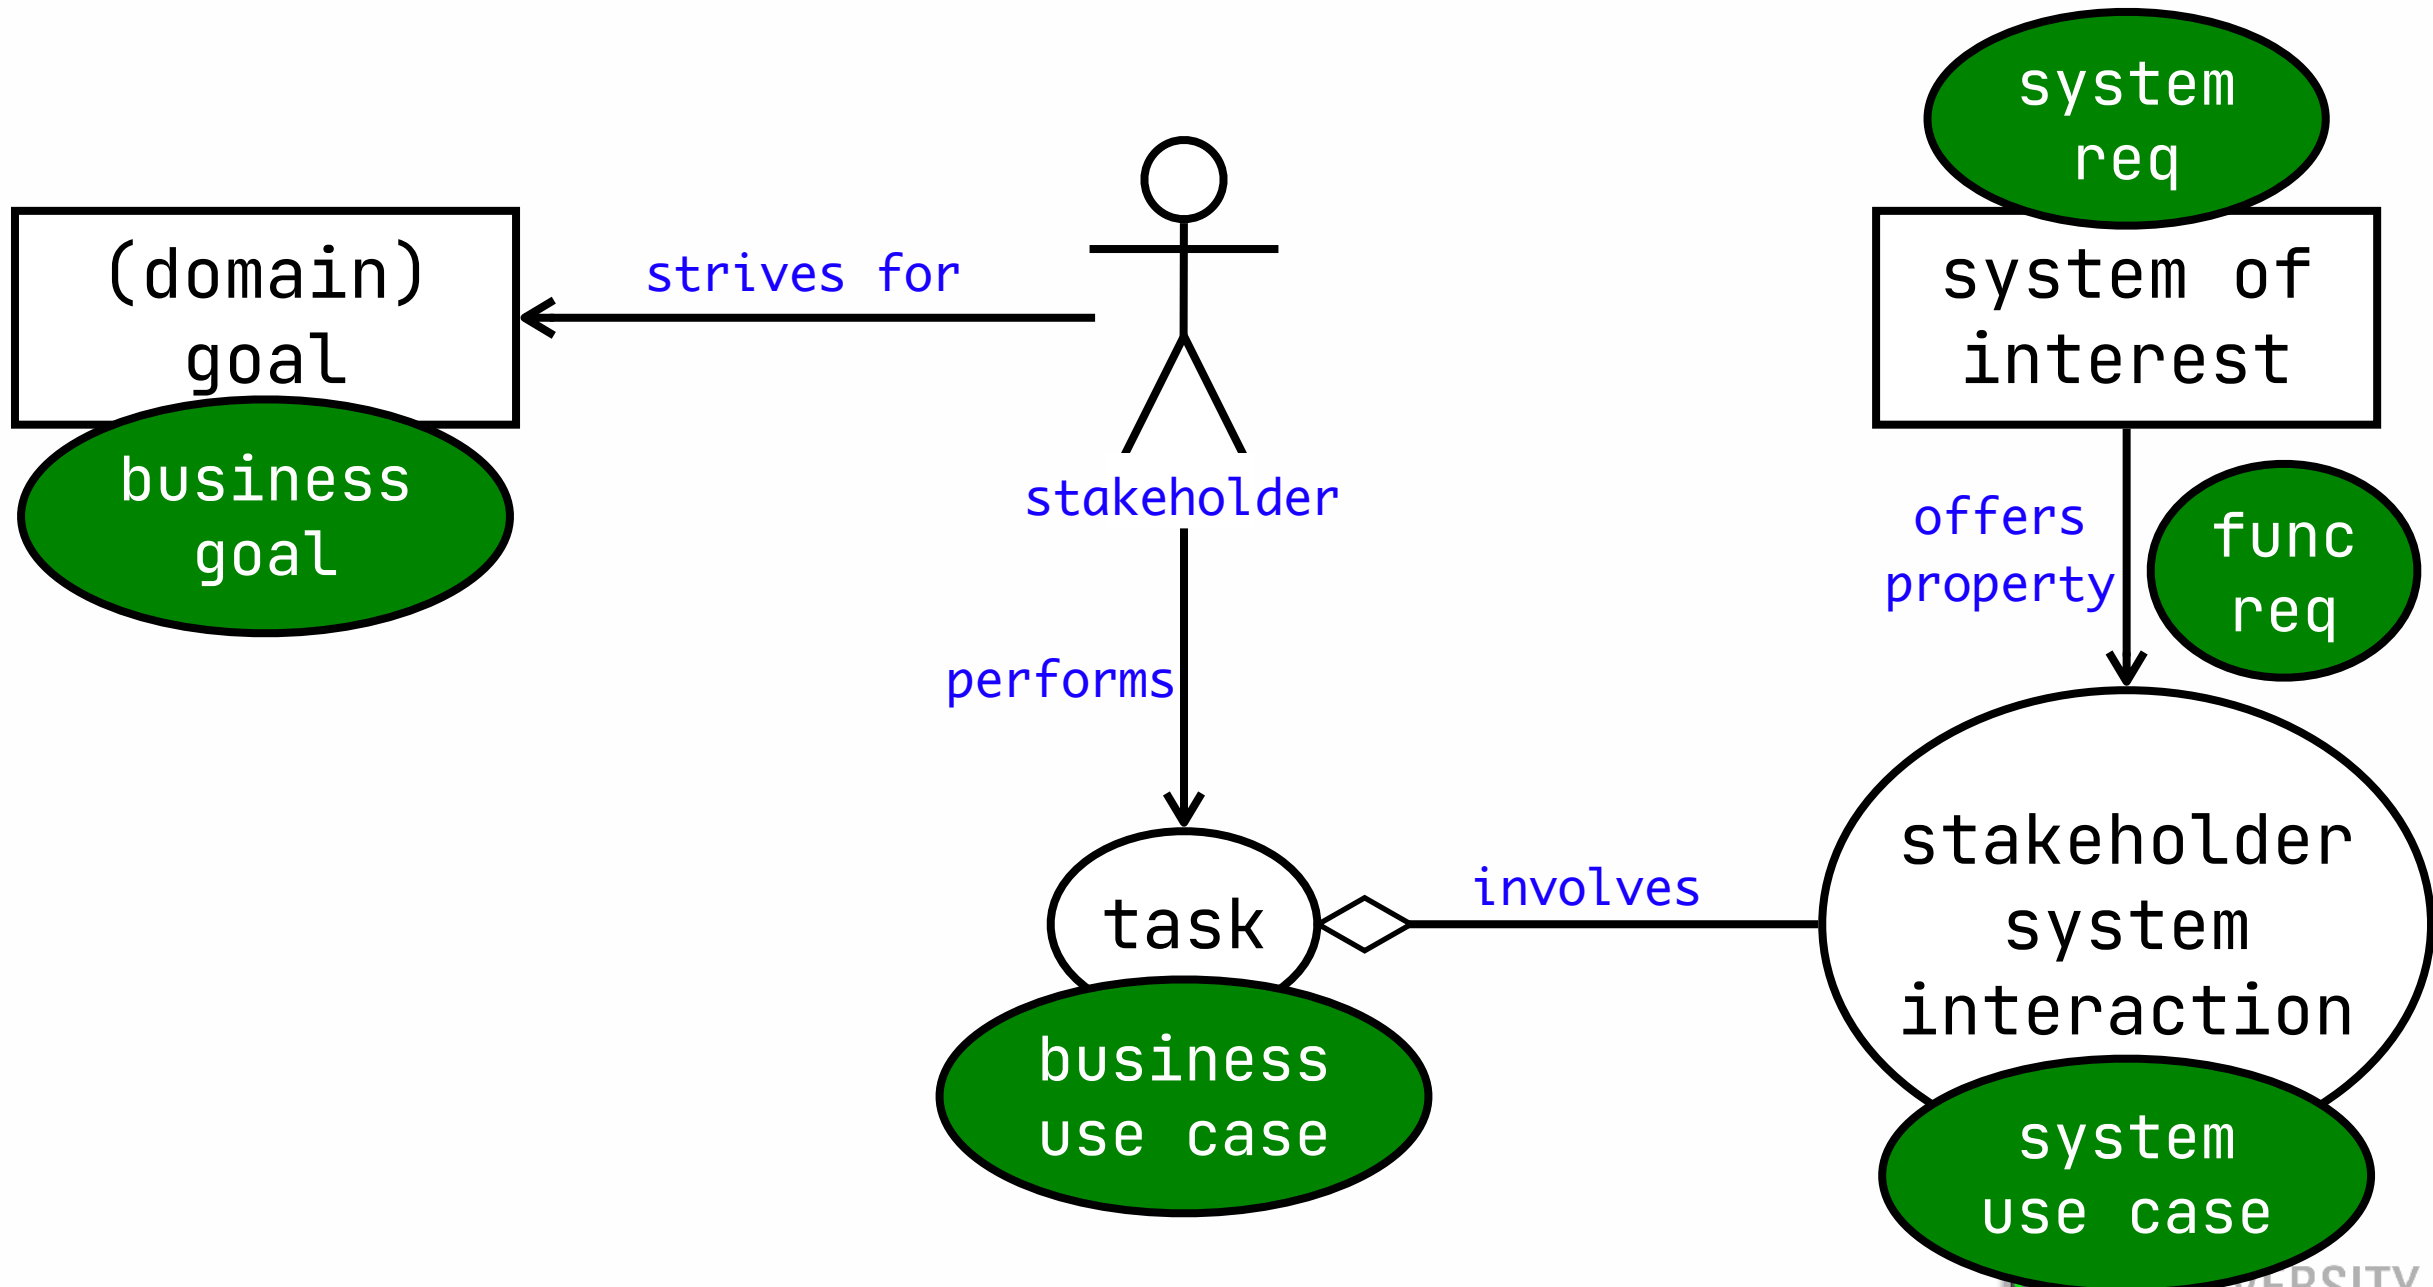 system
req
(domain)
goal
strives for
system of
interest
business
goal
stakeholder
offers
property
func
req
performs
task
involves
stakeholder
system
interaction
business
use case
system
use case